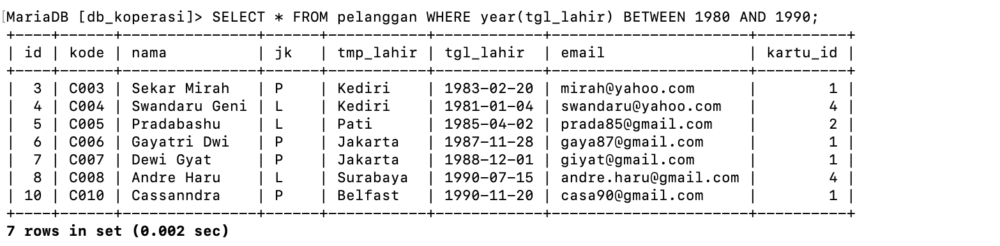 MariaDB [db_koperasi]> SELECT * FROM pelanggan WHERE year(tgl_lahir) BETWEEN 1980 AND 1990;
+----+------+---------------+------+-----------+------------+----------------------+----------+
| id | kode | nama          | jk   | tmp_lahir | tgl_lahir  | email                | kartu_id |
+----+------+---------------+------+-----------+------------+----------------------+----------+
|  3 | C003 | Sekar Mirah   | P    | Kediri    | 1983-02-20 | mirah@yahoo.com      |        1 |
|  4 | C004 | Swandaru Geni | L    | Kediri    | 1981-01-04 | swandaru@yahoo.com   |        4 |
|  5 | C005 | Pradabashu    | L    | Pati      | 1985-04-02 | prada85@gmail.com    |        2 |
|  6 | C006 | Gayatri Dwi   | P    | Jakarta   | 1987-11-28 | gaya87@gmail.com     |        1 |
|  7 | C007 | Dewi Gyat     | P    | Jakarta   | 1988-12-01 | giyat@gmail.com      |        1 |
|  8 | C008 | Andre Haru    | L    | Surabaya  | 1990-07-15 | andre.haru@gmail.com |        4 |
| 10 | C010 | Cassanndra    | P    | Belfast   | 1990-11-20 | casa90@gmail.com     |        1 |
+----+------+---------------+------+-----------+------------+----------------------+----------+
7 rows in set (0.002 sec)